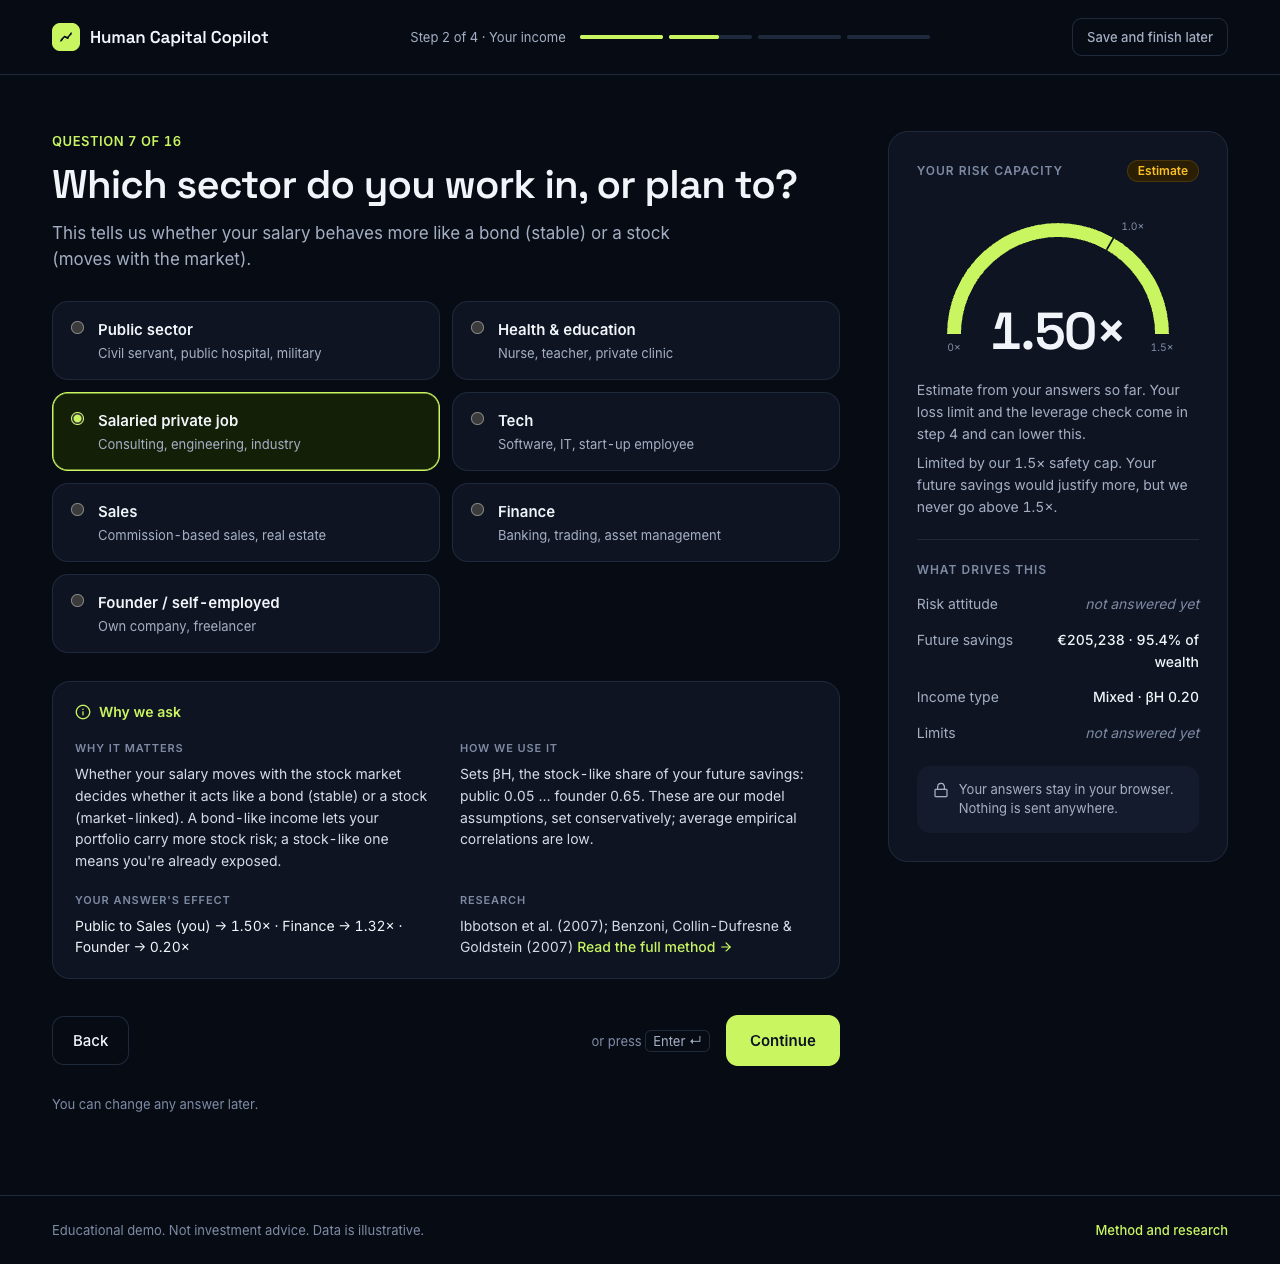 Human Capital Copilot
Step 2 of 4 · Your income
Save and finish later
QUESTION 7 OF 16
Which sector do you work in, or plan to?
This tells us whether your salary behaves more like a bond (stable) or a stock
(moves with the market).
Public sector
Civil servant, public hospital, military
Health & education
Nurse, teacher, private clinic
Salaried private job
Consulting, engineering, industry
Tech
Software, IT, start-up employee
Sales
Commission-based sales, real estate
Finance
Banking, trading, asset management
Founder / self-employed
Own company, freelancer
Why we ask
WHY IT MATTERS
Whether your salary moves with the stock market
decides whether it acts like a bond (stable) or a stock
(market-linked). A bond-like income lets your
portfolio carry more stock risk; a stock-like one
means you're already exposed.
HOW WE USE IT
Sets βH, the stock-like share of your future savings:
public 0.05 … founder 0.65. These are our model
assumptions, set conservatively; average empirical
correlations are low.
YOUR ANSWER'S EFFECT
Public to Sales (you) → 1.50× · Finance → 1.32× ·
Founder → 0.20×
RESEARCH
Ibbotson et al. (2007); Benzoni, Collin-Dufresne &
Goldstein (2007) Read the full method →
Back
or press Enter ↵
Continue
You can change any answer later.
YOUR RISK CAPACITY
Estimate
1.0×
1.50×
0×
1.5×
Estimate from your answers so far. Your
loss limit and the leverage check come in
step 4 and can lower this.
Limited by our 1.5× safety cap. Your
future savings would justify more, but we
never go above 1.5×.
WHAT DRIVES THIS
Risk attitude not answered yet
Future savings €205,238 · 95.4% of
wealth
Income type Mixed · βH 0.20
Limits not answered yet
Your answers stay in your browser.
Nothing is sent anywhere.
Educational demo. Not investment advice. Data is illustrative.
Method and research